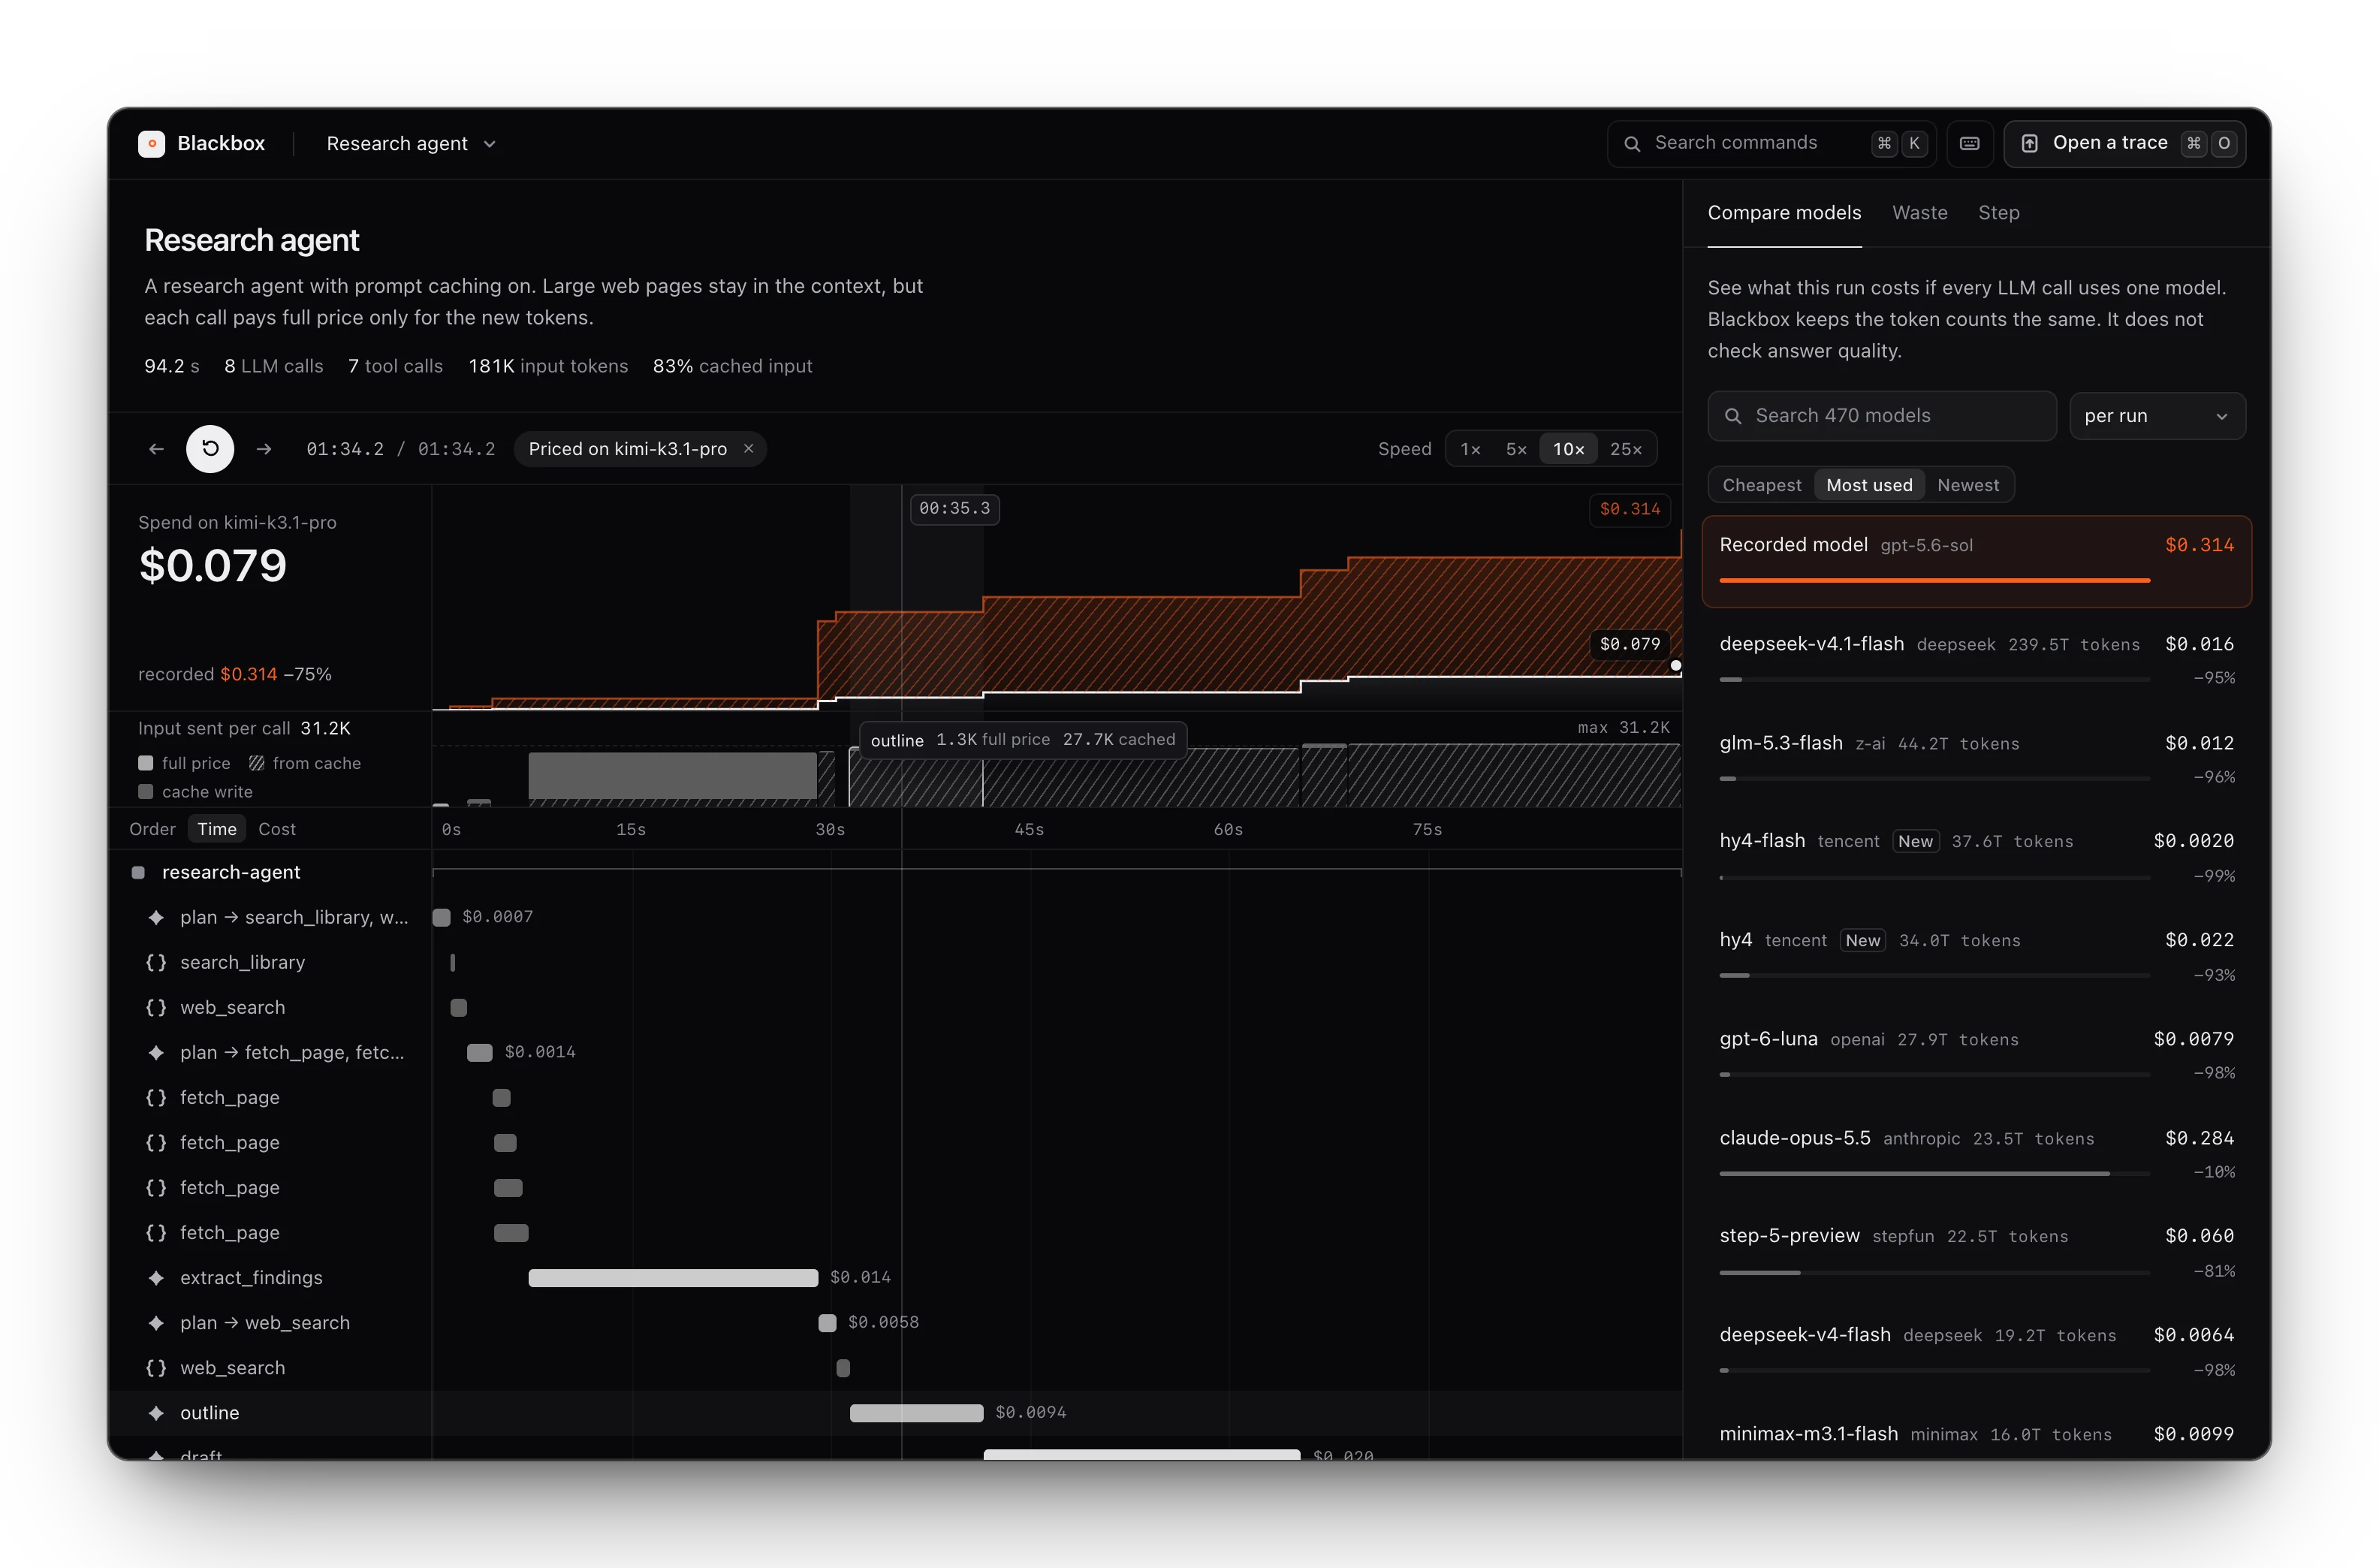 Blackbox
Research agent
Search commands ⌘ K
Open a trace ⌘ O
Research agent
A research agent with prompt caching on. Large web pages stay in the context, but
each call pays full price only for the new tokens.
94.2 s 8 LLM calls 7 tool calls 181K input tokens 83% cached input
01:34.2 / 01:34.2 Priced on kimi-k3.1-pro ×
Speed 1× 5× 10× 25×
Spend on kimi-k3.1-pro
$0.079
recorded $0.314 −75%
00:35.3
$0.314
$0.079
Input sent per call 31.2K
full price from cache
cache write
outline 1.3K full price 27.7K cached
max 31.2K
Order Time Cost
0s 15s 30s 45s 60s 75s
research-agent
plan → search_library, w... $0.0007
search_library
web_search
plan → fetch_page, fetc... $0.0014
fetch_page
fetch_page
fetch_page
fetch_page
extract_findings $0.014
plan → web_search $0.0058
web_search
outline $0.0094
draft $0.020
Compare models Waste Step
See what this run costs if every LLM call uses one model.
Blackbox keeps the token counts the same. It does not
check answer quality.
Search 470 models
per run
Cheapest Most used Newest
Recorded model gpt-5.6-sol $0.314
deepseek-v4.1-flash deepseek 239.5T tokens $0.016
−95%
glm-5.3-flash z-ai 44.2T tokens $0.012
−96%
hy4-flash tencent New 37.6T tokens $0.0020
−99%
hy4 tencent New 34.0T tokens $0.022
−93%
gpt-6-luna openai 27.9T tokens $0.0079
−98%
claude-opus-5.5 anthropic 23.5T tokens $0.284
−10%
step-5-preview stepfun 22.5T tokens $0.060
−81%
deepseek-v4-flash deepseek 19.2T tokens $0.0064
−98%
minimax-m3.1-flash minimax 16.0T tokens $0.0099